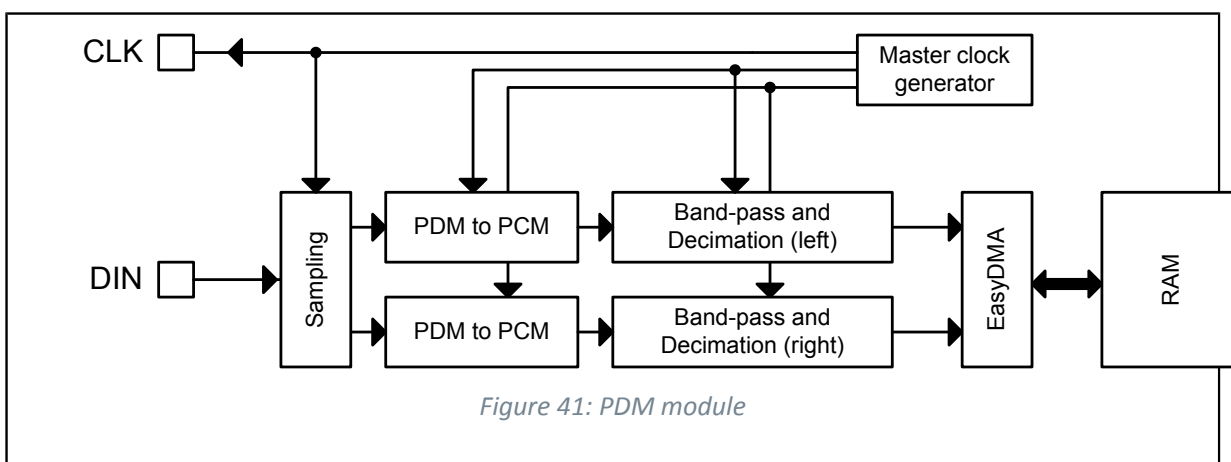 CLK
Master clock
generator
DIN
Sampling
PDM to PCM
Band-pass and
Decimation (left)
PDM to PCM
Band-pass and
Decimation (right)
EasyDMA
RAM
Figure 41: PDM module